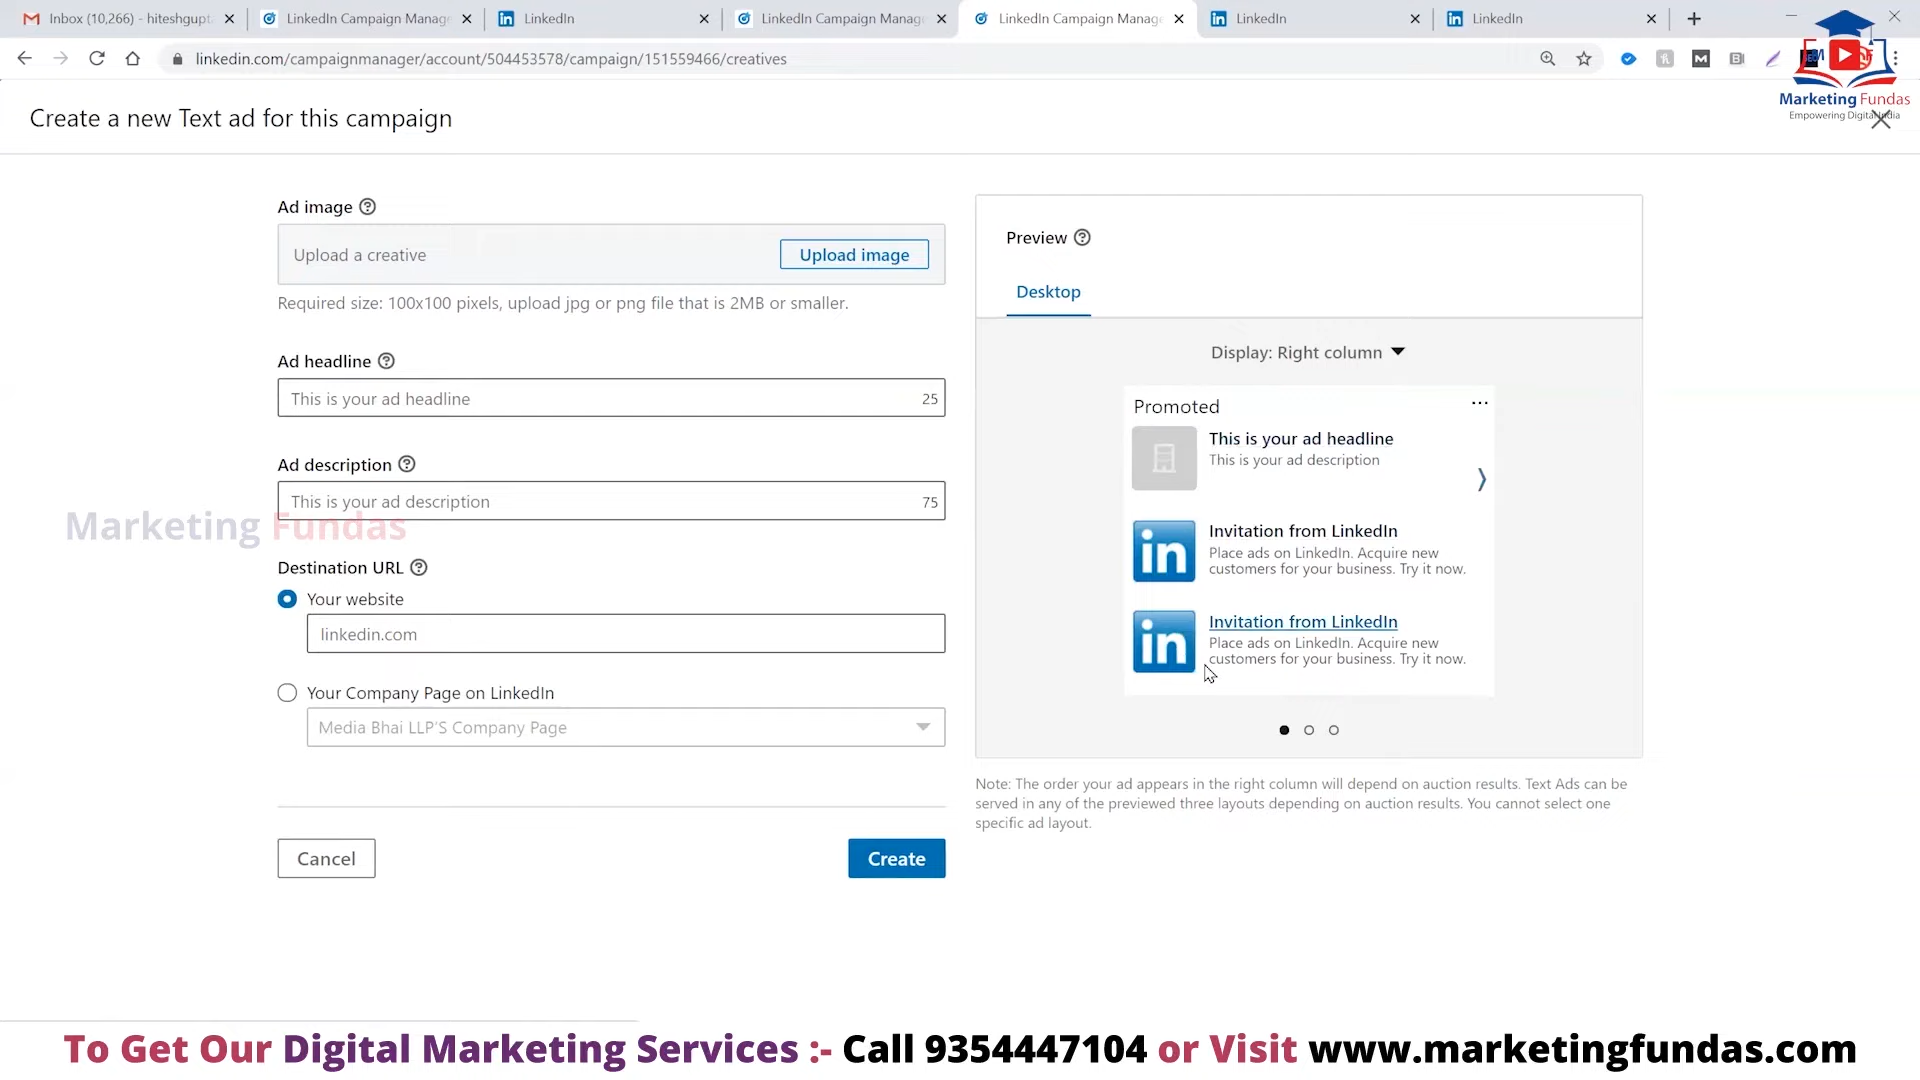 Inbox (10,266) - hiteshgupt
LinkedIn Campaign Manage
LinkedIn
LinkedIn Campaign Manag
LinkedIn Campaign Manage
LinkedIn
LinkedIn
linkedin.com/campaignmanager/account/504453578/campaign/151559466/creatives
Marketing Fundas
Empowering Digital India
Create a new Text ad for this campaign
Ad image
Upload a creative
Upload image
Required size: 100x100 pixels, upload jpg or png file that is 2MB or smaller.
Ad headline
This is your ad headline
25
Ad description
This is your ad description
75
Marketing Fundas
Destination URL
Your website
linkedin.com
Your Company Page on LinkedIn
Media Bhai LLP'S Company Page
Cancel
Create
Preview
Desktop
Display: Right column
Promoted
...
This is your ad headline
This is your ad description
in
Invitation from LinkedIn
Place ads on LinkedIn. Acquire new
customers for your business. Try it now.
in
Invitation from LinkedIn
Place ads on LinkedIn. Acquire new
customers for your business. Try it now.
Note: The order your ad appears in the right column will depend on auction results. Text Ads can be
served in any of the previewed three layouts depending on auction results. You cannot select one
specific ad layout.
To Get Our Digital Marketing Services :- Call 9354447104 or Visit www.marketingfundas.com